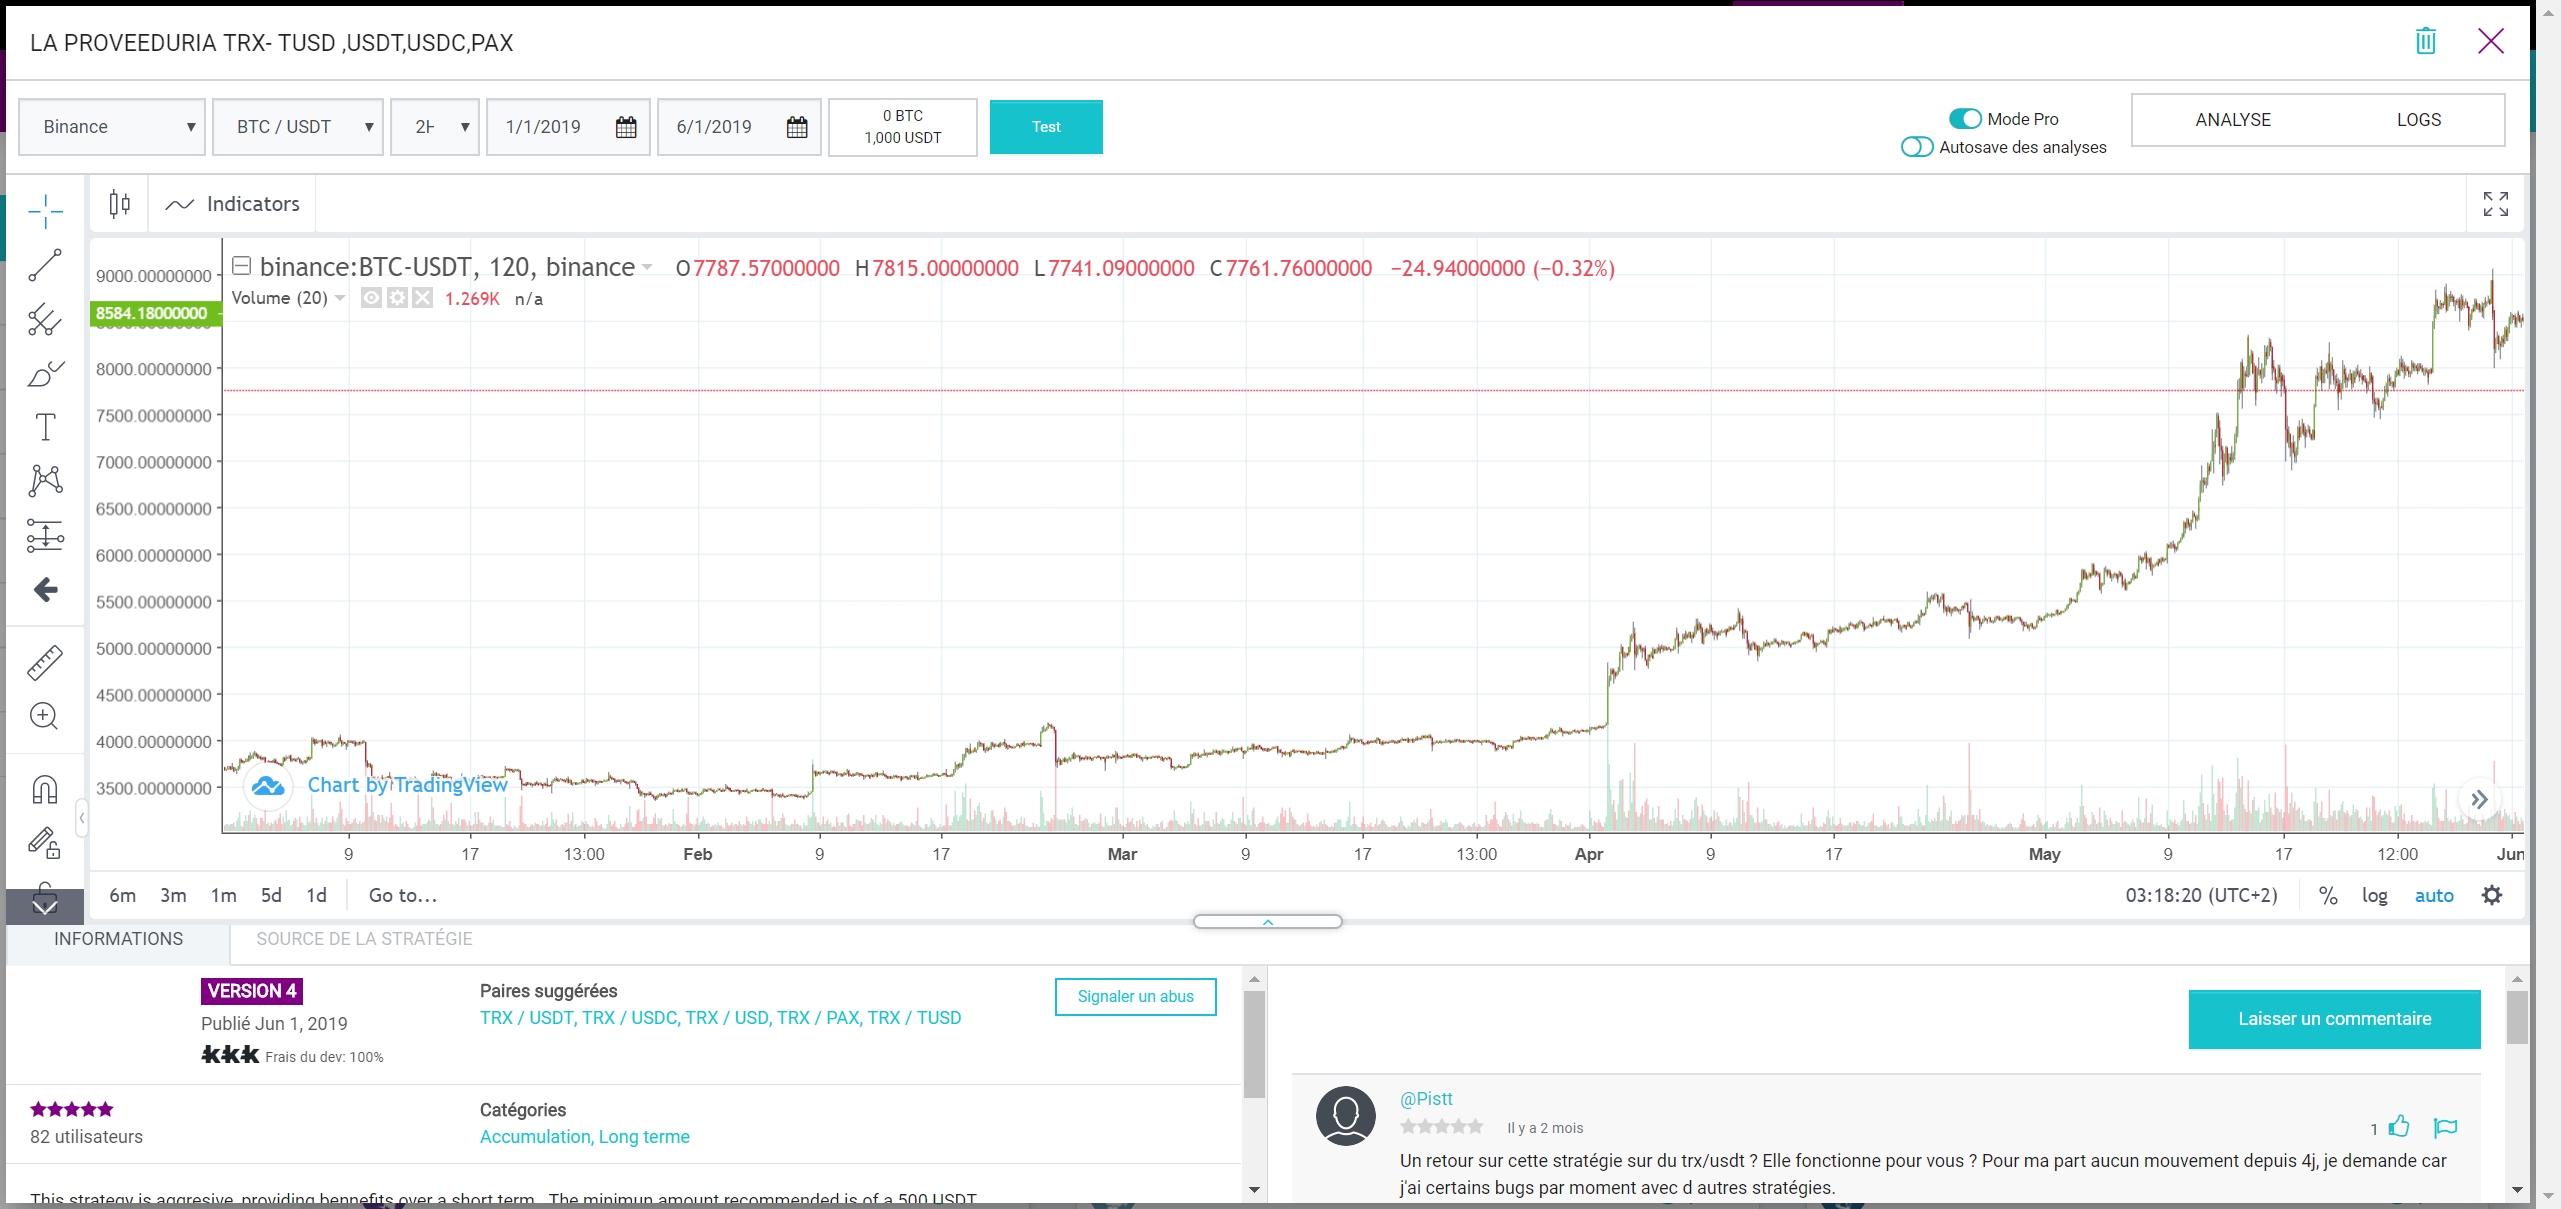 LA PROVEEDURIA TRX- TUSD ,USDT,USDC,PAX
Binance
BTC / USDT
1/1/2019
6/1/2019
0 BTC
1,000 USDT
Test
Mode Pro
Autosave des analyses
ANALYSE
LOGS
Indicators
binance:BTC-USDT, 120, binance O7787.57000000 H7815.00000000 L7741.09000000 C7761.76000000 −24.94000000 (−0.32%)
Volume (20) 1.269K n/a
9000.00000000
8584.18000000
8000.00000000
7500.00000000
7000.00000000
6500.00000000
6000.00000000
5500.00000000
5000.00000000
4500.00000000
4000.00000000
3500.00000000
Chart by TradingView
9 17 13:00 Feb 9 17 Mar 9 17 13:00 Apr 9 17 May 9 17 12:00 Jun
6m 3m 1m 5d 1d Go to...
03:18:20 (UTC+2) % log auto
INFORMATIONS
SOURCE DE LA STRATÉGIE
VERSION 4
Publié Jun 1, 2019
Frais du dev: 100%
Paires suggérées
TRX / USDT, TRX / USDC, TRX / USD, TRX / PAX, TRX / TUSD
Signaler un abus
82 utilisateurs
Catégories
Accumulation, Long terme
This strategy is aggresive, providing bennefits over a short term. The minimun amount recommended is of a 500 USDT
Laisser un commentaire
@Pistt
Il y a 2 mois
1
Un retour sur cette stratégie sur du trx/usdt ? Elle fonctionne pour vous ? Pour ma part aucun mouvement depuis 4j, je demande car
j'ai certains bugs par moment avec d autres stratégies.